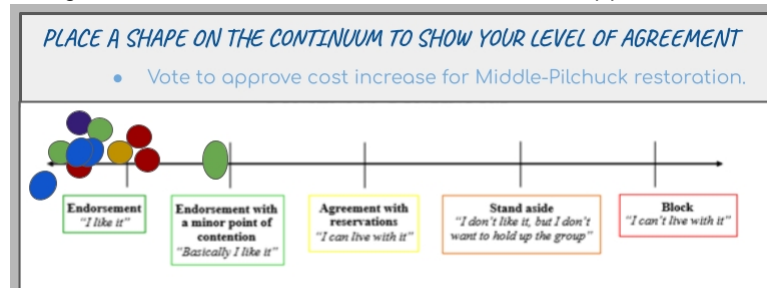 PLACE A SHAPE ON THE CONTINUUM TO SHOW YOUR LEVEL OF AGREEMENT
● Vote to approve cost increase for Middle-Pilchuck restoration.
Endorsement
"I like it"
Endorsement with
a minor point of
contention
"Basically I like it"
Agreement with
reservations
"I can live with it"
Stand aside
"I don't like it, but I don't
want to hold up the group"
Block
"I can't live with it"